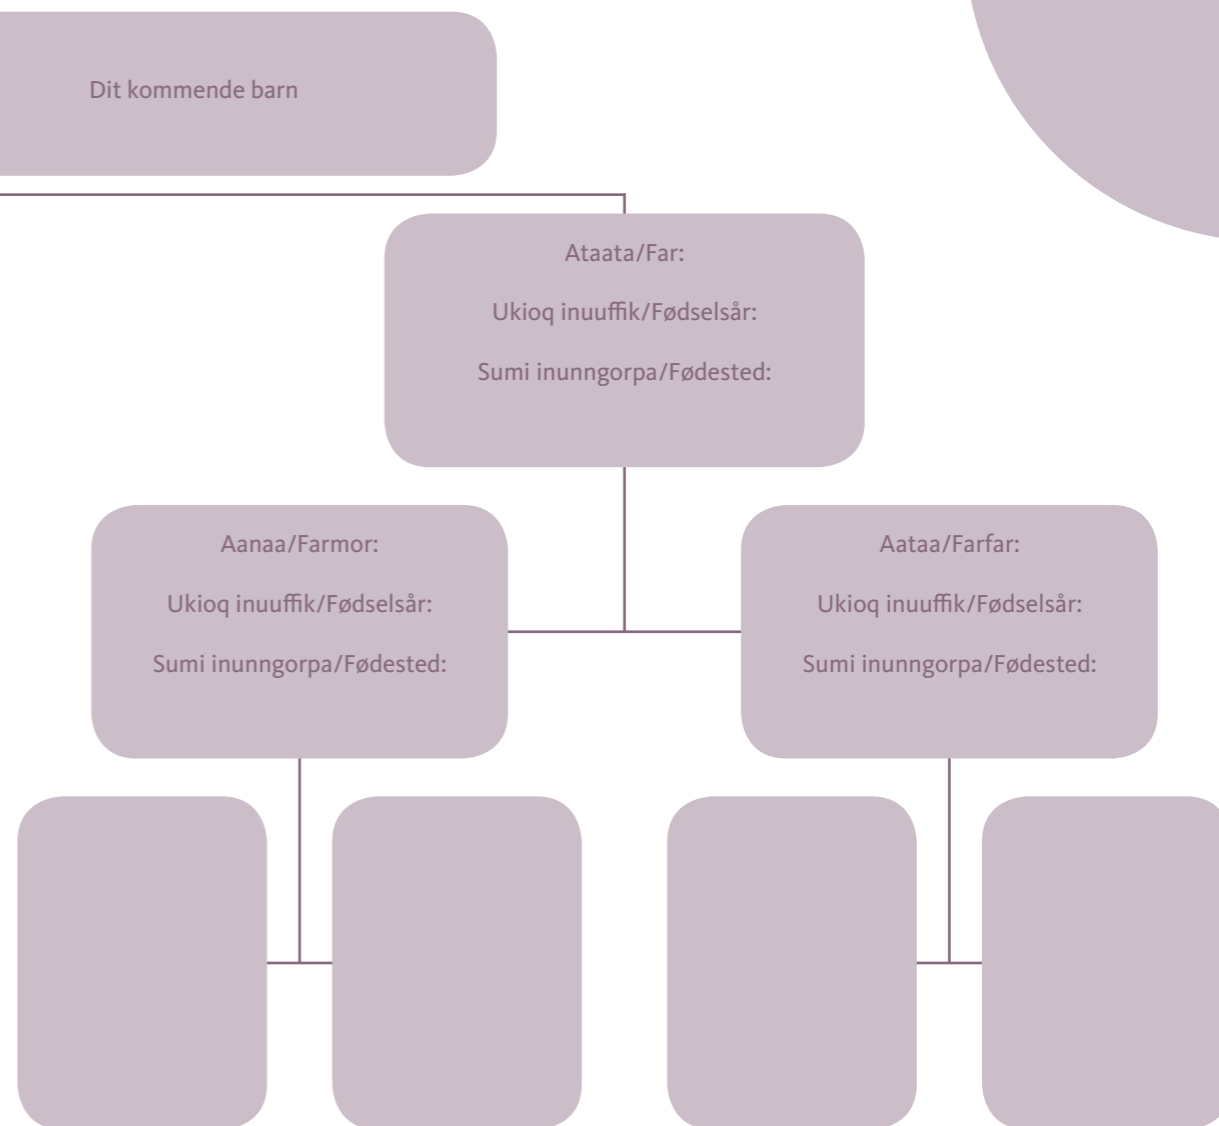 Dit kommende barn
Ataata/Far:
Ukioq inuuffik/Fødselsår:
Sumi inunngorpa/Fødested:
Aanaa/Farmor:
Ukioq inuuffik/Fødselsår:
Sumi inunngorpa/Fødested:
Aataa/Farfar:
Ukioq inuuffik/Fødselsår:
Sumi inunngorpa/Fødested: